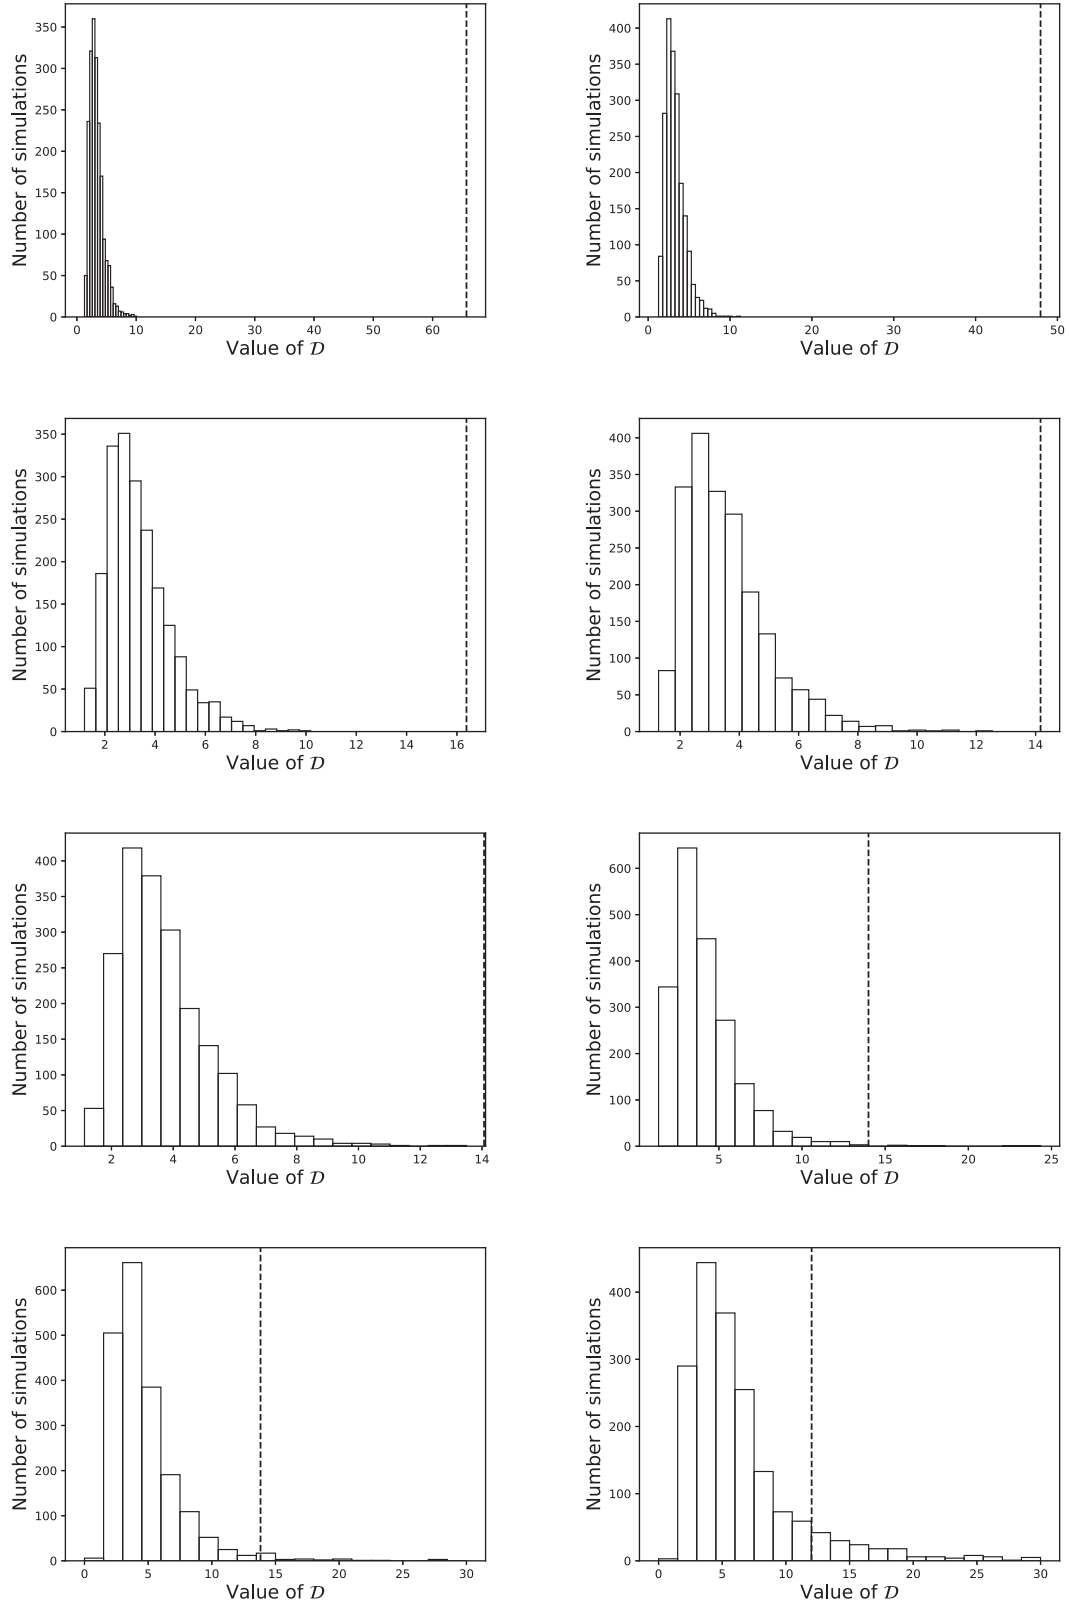 350
300
250
200
150
100
50
0
Number of simulations
0 10 20 30 40 50 60
Value of 𝒟
400
350
300
250
200
150
100
50
0
Number of simulations
0 10 20 30 40 50
Value of 𝒟
350
300
250
200
150
100
50
0
Number of simulations
2 4 6 8 10 12 14 16
Value of 𝒟
400
350
300
250
200
150
100
50
0
Number of simulations
2 4 6 8 10 12 14
Value of 𝒟
400
350
300
250
200
150
100
50
0
Number of simulations
2 4 6 8 10 12 14
Value of 𝒟
600
500
400
300
200
100
0
Number of simulations
5 10 15 20 25
Value of 𝒟
600
500
400
300
200
100
0
Number of simulations
0 5 10 15 20 25 30
Value of 𝒟
400
300
200
100
0
Number of simulations
0 5 10 15 20 25 30
Value of 𝒟